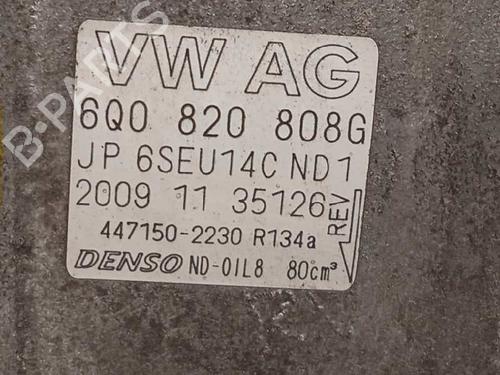 VW AG
6Q0 820 808G
JP 6SEU14C ND1
2009 11 35126
REV
447150-2230 R134a
DENSO ND-OIL8 80cm³
B-PARTS